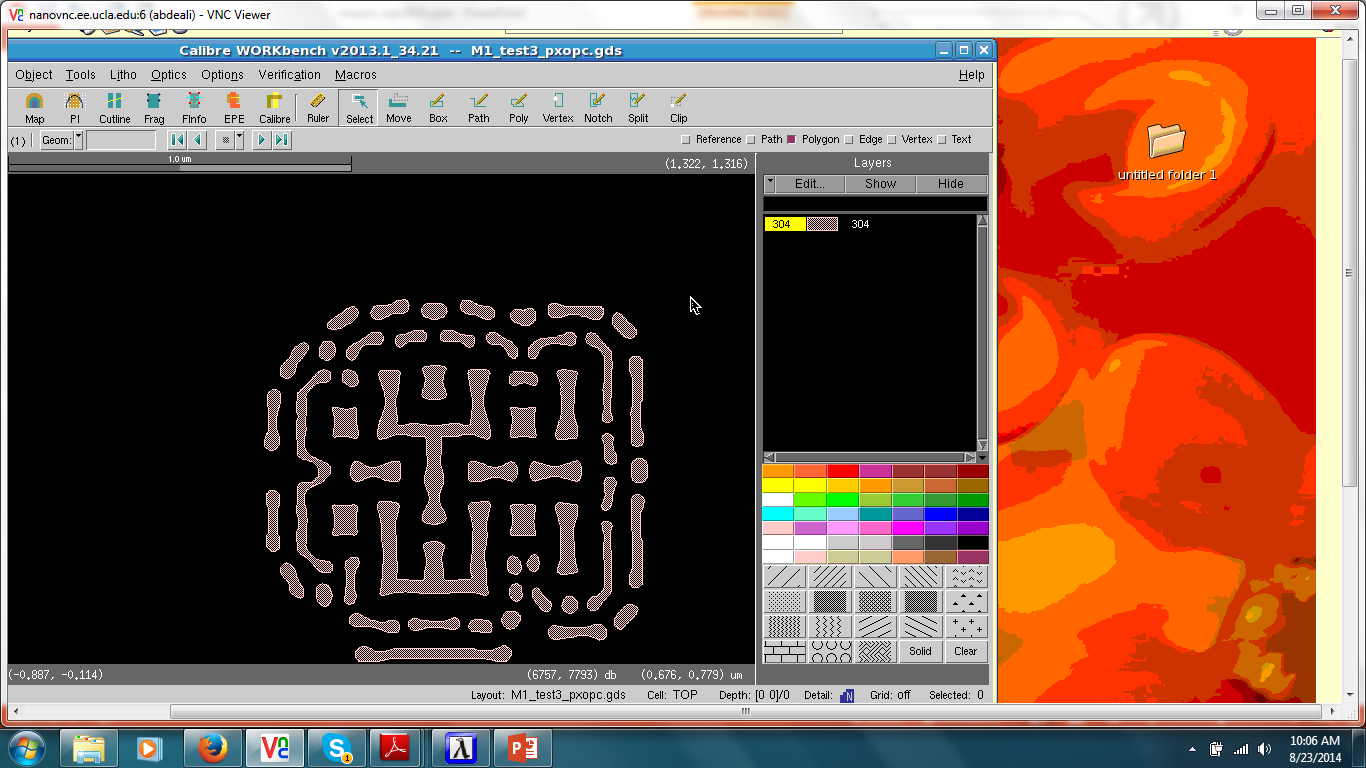 nanovnc.ee.ucla.edu:6 (abdeali) - VNC Viewer
Calibre WORKbench v2013.1_34.21 -- M1_test3_pxopc.gds
Object Tools Litho Optics Options Verification Macros Help
Map PI Cutline Frag FInfo EPE Calibre Ruler Select Move Box Path Poly Vertex Notch Split Clip
(1) Geom: Reference Path Polygon Edge Vertex Text
1.0 um (1.322, 1.316) Layers
Edit... Show Hide
304 304
untitled folder 1
Solid Clear
(-0.887, -0.114) (6757, 7793) db (0.676, 0.779) um
Layout: M1_test3_pxopc.gds Cell: TOP Depth: [0 0]/0 Detail: Grid: off Selected: 0
10:06 AM
8/23/2014